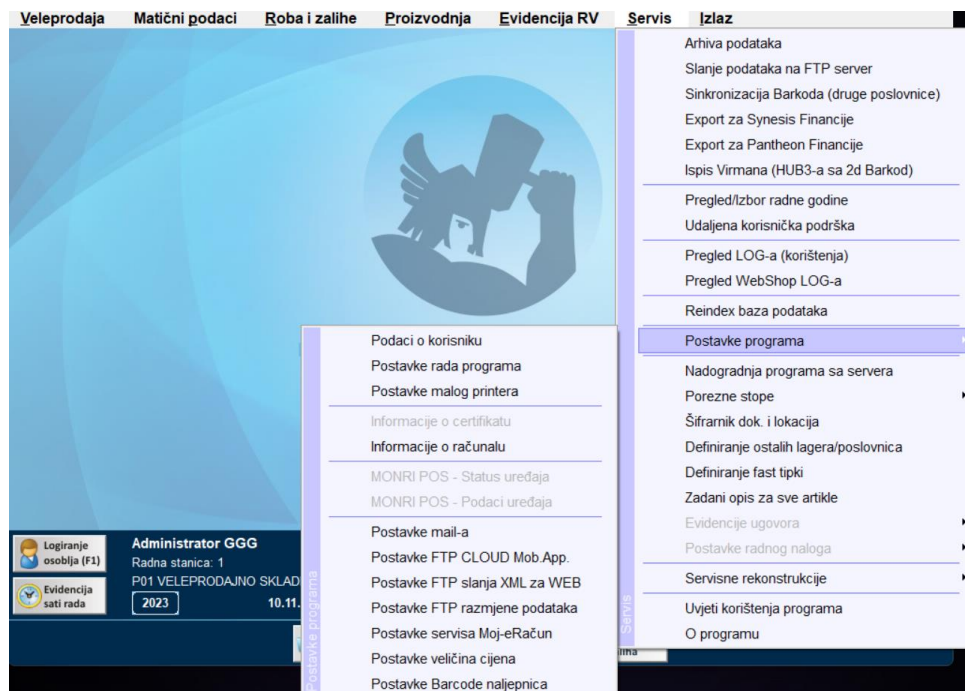 Veleprodaja Matični podaci Roba i zalihe Proizvodnja Evidencija RV Servis Izlaz
Arhiva podataka
Slanje podataka na FTP server
Sinkronizacija Barkoda (druge poslovnice)
Export za Synesis Financije
Export za Pantheon Financije
Ispis Virmana (HUB3-a sa 2d Barkod)
Pregled/Izbor radne godine
Udaljena korisnička podrška
Pregled LOG-a (korištenja)
Pregled WebShop LOG-a
Reindex baza podataka
Postavke programa
Nadogradnja programa sa servera
Porezne stope
Šifrarnik dok. i lokacija
Definiranje ostalih lagera/poslovnica
Definiranje fast tipki
Zadani opis za sve artikle
Evidencije ugovora
Postavke radnog naloga
Servisne rekonstrukcije
Uvjeti korištenja programa
O programu
Servis
Podaci o korisniku
Postavke rada programa
Postavke malog printera
Informacije o certifikatu
Informacije o računalu
MONRI POS - Status uređaja
MONRI POS - Podaci uređaja
Postavke mail-a
Postavke FTP CLOUD Mob.App.
Postavke FTP slanja XML za WEB
Postavke FTP razmjene podataka
Postavke servisa Moj-eRačun
Postavke veličina cijena
Postavke Barcode naljepnica
Postavke programa
Logiranje
osoblja (F1)
Evidencija
sati rada
Administrator GGG
Radna stanica: 1
P01 VELEPRODAJNO SKLAD
2023 10.11.